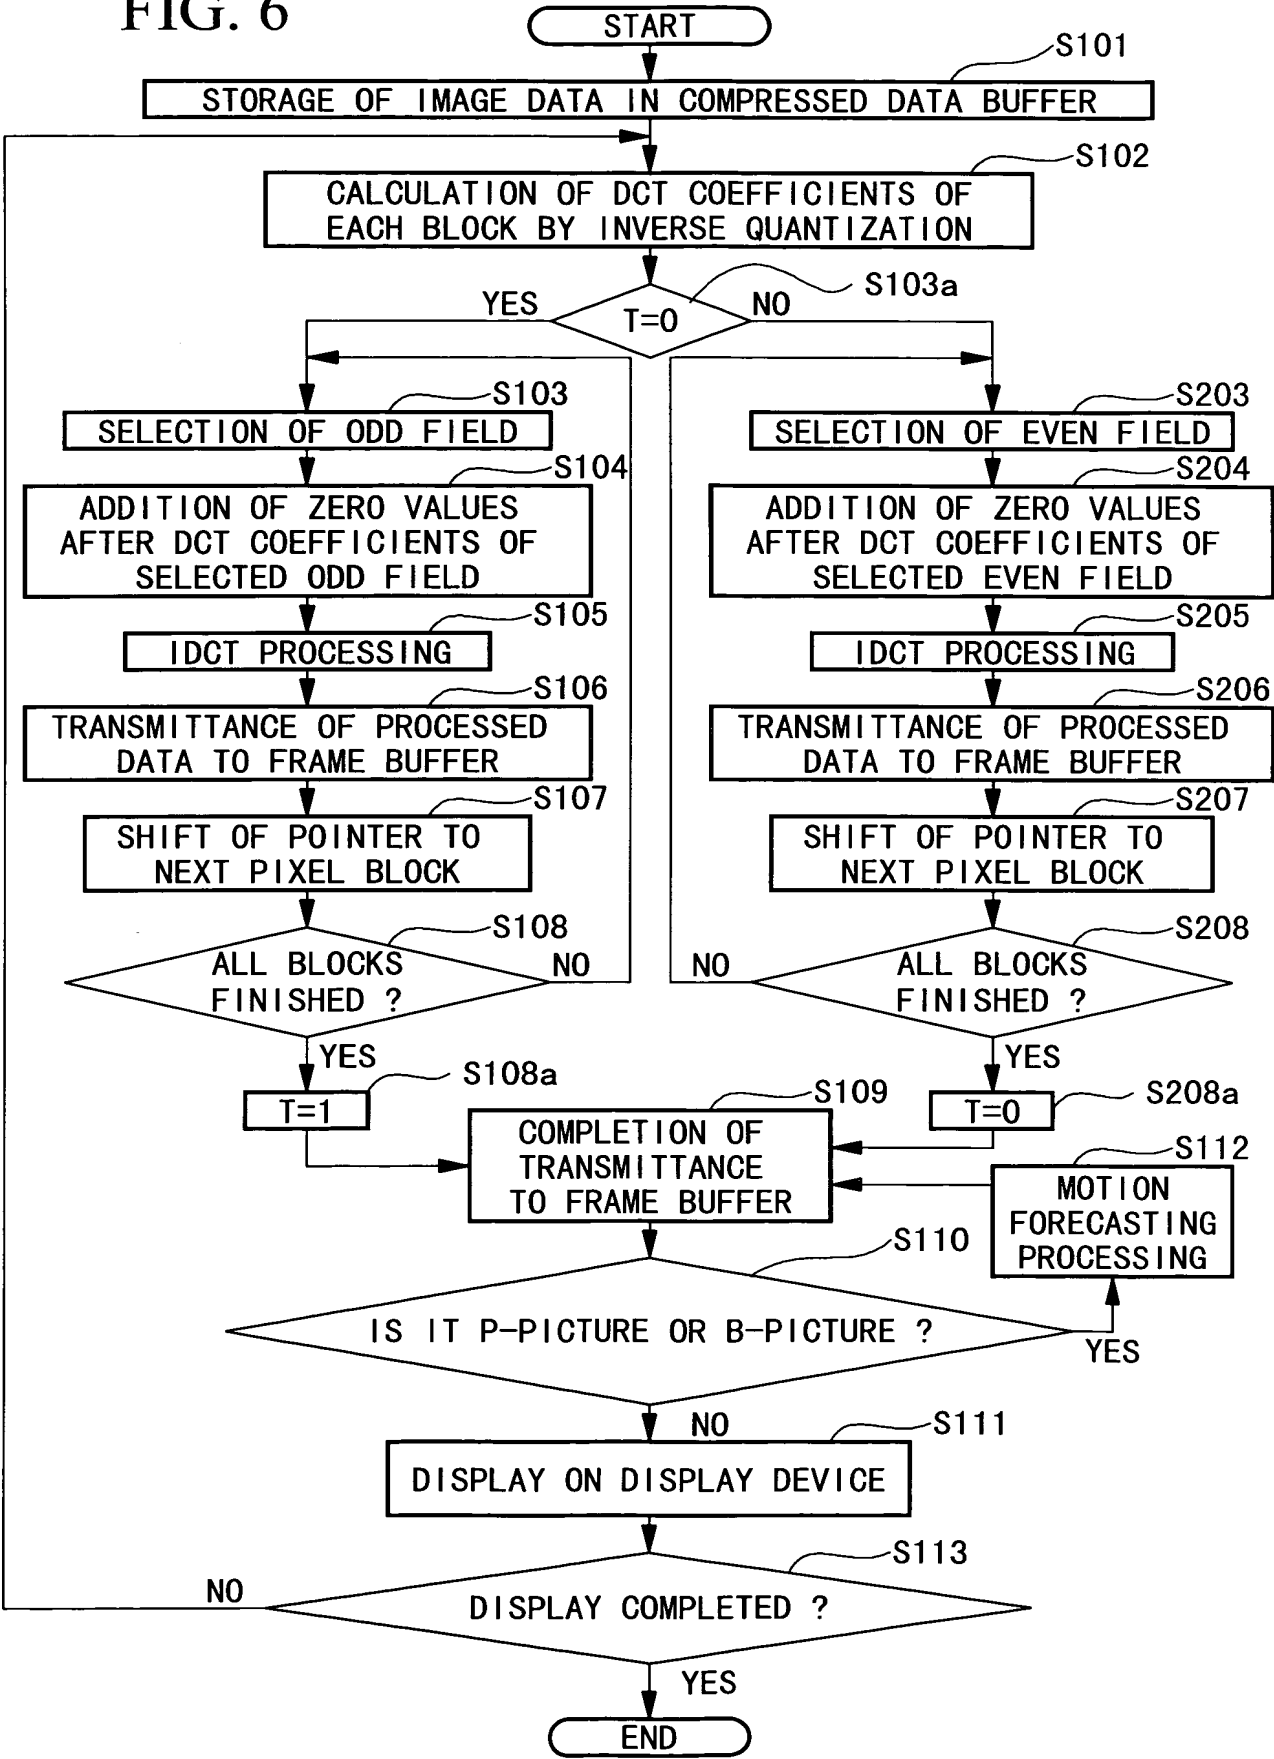 FIG. 6
START
S101
STORAGE OF IMAGE DATA IN COMPRESSED DATA BUFFER
S102
CALCULATION OF DCT COEFFICIENTS OF
EACH BLOCK BY INVERSE QUANTIZATION
S103a
YES
T=0
NO
S103
SELECTION OF ODD FIELD
S104
ADDITION OF ZERO VALUES
AFTER DCT COEFFICIENTS OF
SELECTED ODD FIELD
S105
IDCT PROCESSING
S106
TRANSMITTANCE OF PROCESSED
DATA TO FRAME BUFFER
S107
SHIFT OF POINTER TO
NEXT PIXEL BLOCK
S108
ALL BLOCKS
FINISHED ?
NO
YES
S108a
T=1
S203
SELECTION OF EVEN FIELD
S204
ADDITION OF ZERO VALUES
AFTER DCT COEFFICIENTS OF
SELECTED EVEN FIELD
S205
IDCT PROCESSING
S206
TRANSMITTANCE OF PROCESSED
DATA TO FRAME BUFFER
S207
SHIFT OF POINTER TO
NEXT PIXEL BLOCK
S208
NO
ALL BLOCKS
FINISHED ?
YES
S208a
T=0
S109
COMPLETION OF
TRANSMITTANCE
TO FRAME BUFFER
S112
MOTION
FORECASTING
PROCESSING
S110
IS IT P-PICTURE OR B-PICTURE ?
YES
NO
S111
DISPLAY ON DISPLAY DEVICE
S113
NO
DISPLAY COMPLETED ?
YES
END